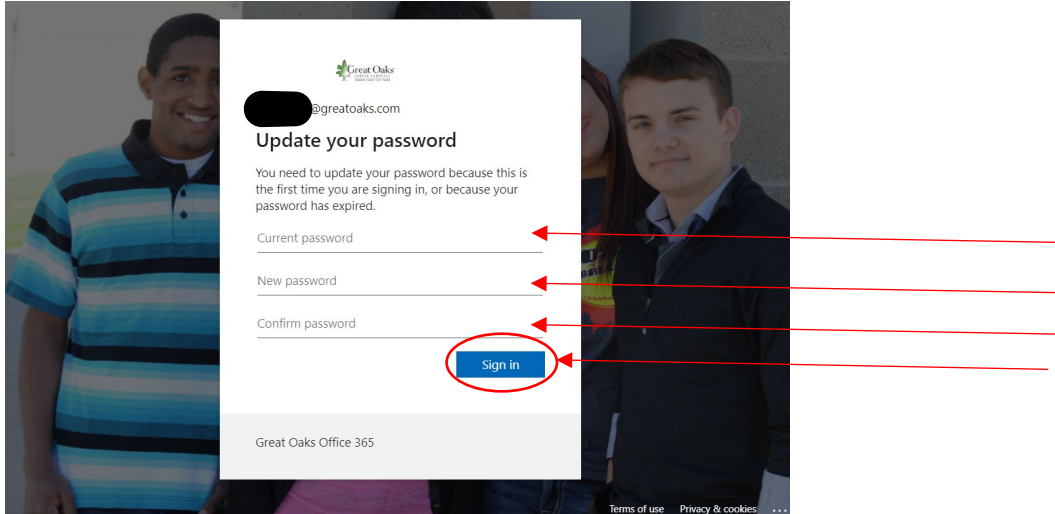 Great Oaks
CAREER CAMPUSES
@greatoaks.com
Update your password
You need to update your password because this is
the first time you are signing in, or because your
password has expired.
Current password
New password
Confirm password
Sign in
Great Oaks Office 365
Terms of use Privacy & cookies ...